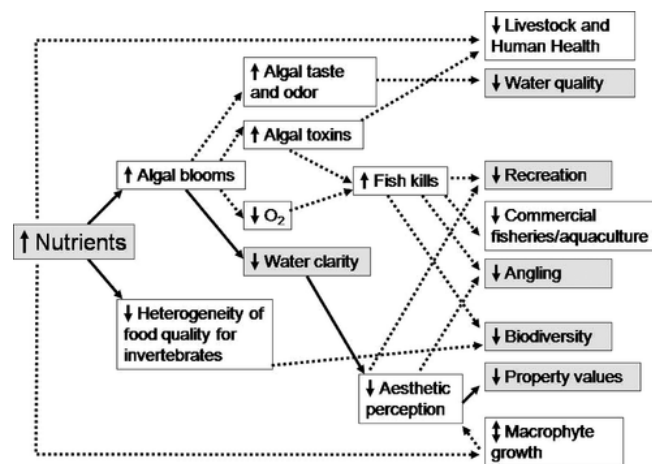 ↓ Livestock and
Human Health
↑ Algal taste
and odor
↓ Water quality
↑ Algal toxins
↑ Algal blooms
↑ Fish kills
↓ Recreation
↓ O₂
↓ Commercial
fisheries/aquaculture
↑ Nutrients
↓ Water clarity
↓ Angling
↓ Heterogeneity of
food quality for
invertebrates
↓ Biodiversity
↓ Aesthetic
perception
↓ Property values
↕ Macrophyte
growth